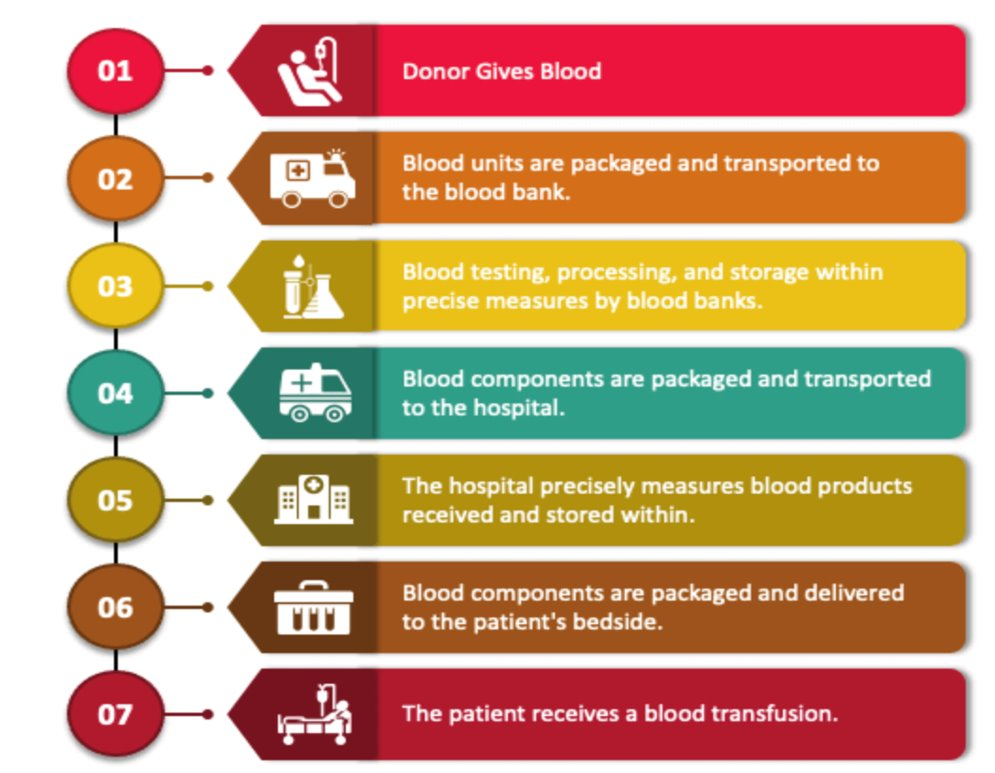 01
Donor Gives Blood
02
Blood units are packaged and transported to
the blood bank.
03
Blood testing, processing, and storage within
precise measures by blood banks.
04
Blood components are packaged and transported
to the hospital.
05
The hospital precisely measures blood products
received and stored within.
06
Blood components are packaged and delivered
to the patient's bedside.
07
The patient receives a blood transfusion.